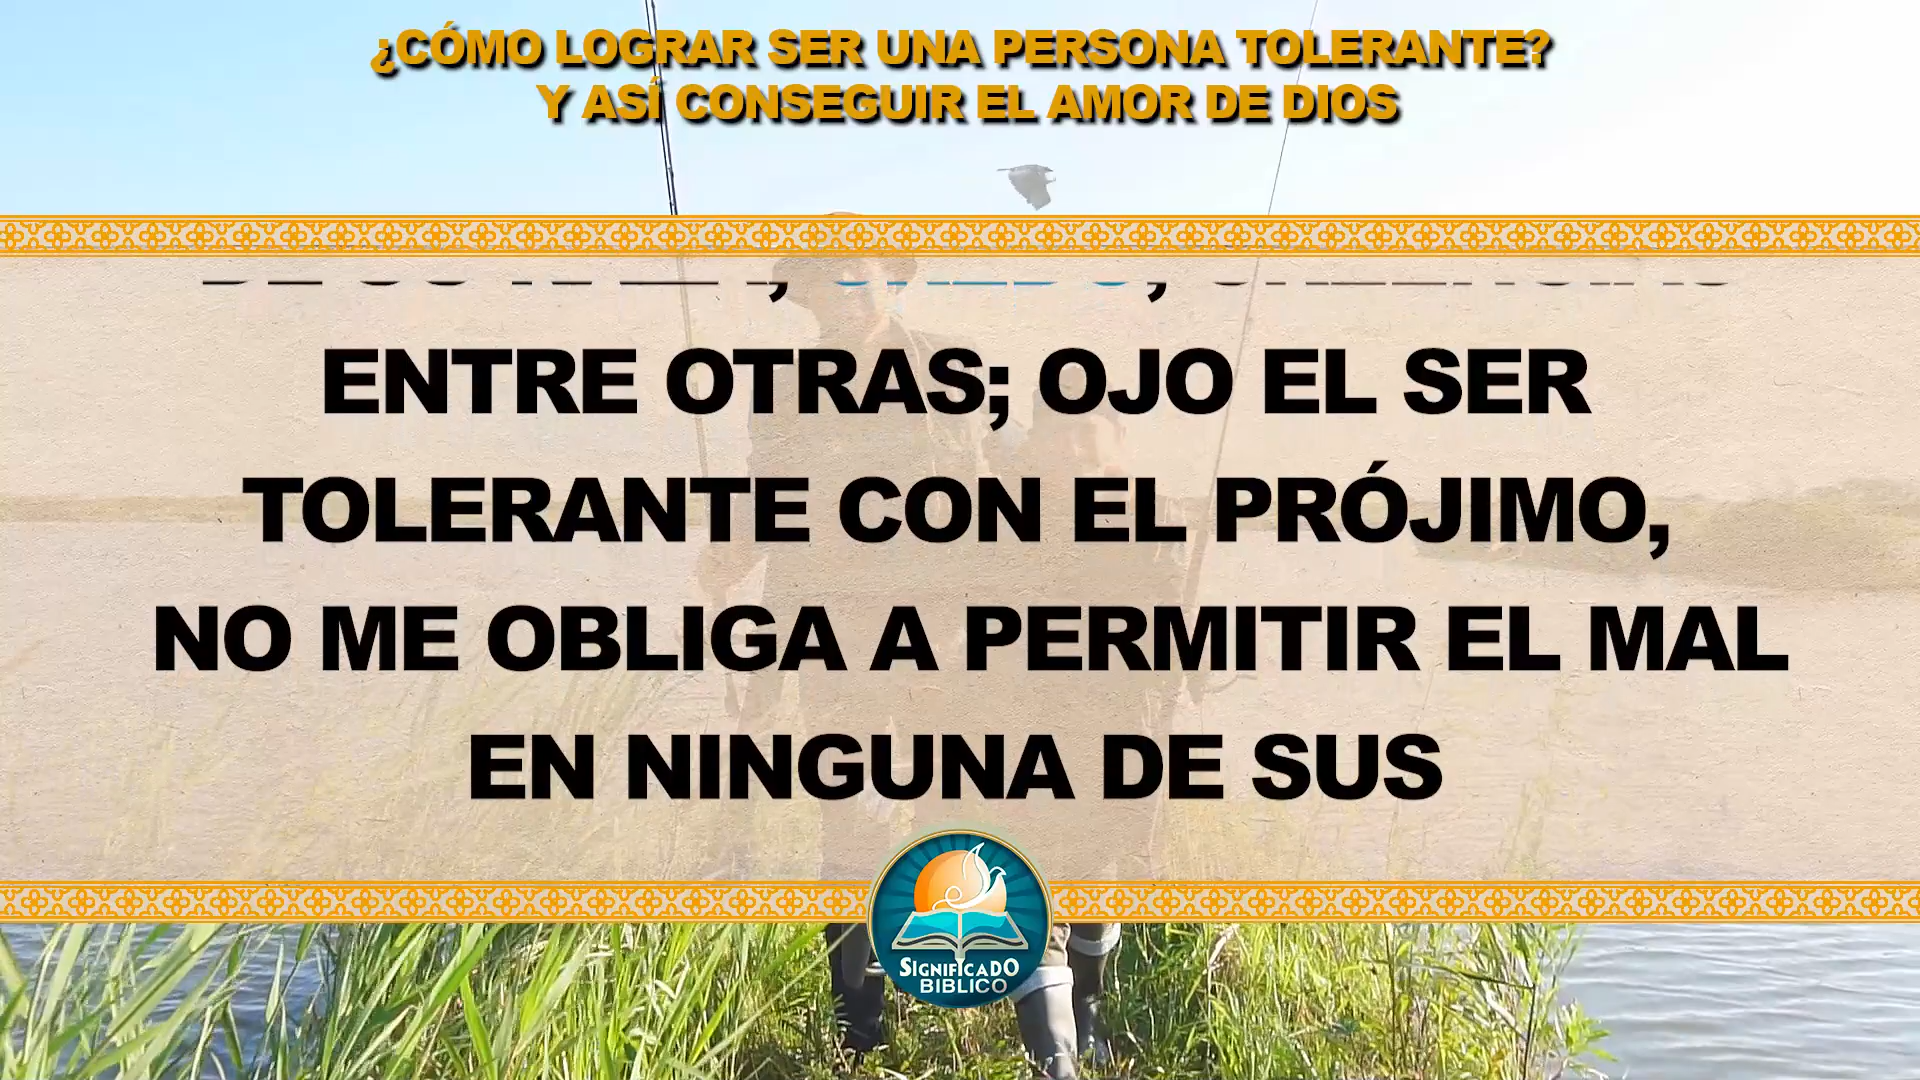 ¿CÓMO LOGRAR SER UNA PERSONA TOLERANTE?
Y ASÍ CONSEGUIR EL AMOR DE DIOS
ENTRE OTRAS; OJO EL SER
TOLERANTE CON EL PRÓJIMO,
NO ME OBLIGA A PERMITIR EL MAL
EN NINGUNA DE SUS
SIGNIFICADO
BIBLICO